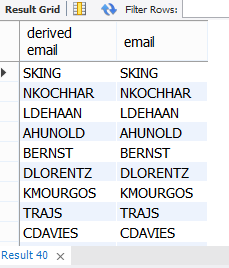 Result Grid Filter Rows:
derived
email email
SKING SKING
NKOCHHAR NKOCHHAR
LDEHAAN LDEHAAN
AHUNOLD AHUNOLD
BERNST BERNST
DLORENTZ DLORENTZ
KMOURGOS KMOURGOS
TRAJS TRAJS
CDAVIES CDAVIES
Result 40 ×